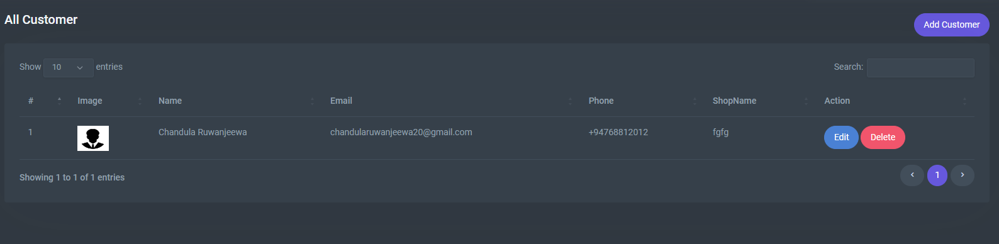 All Customer
Add Customer
Show 10 entries
Search:
# Image Name Email Phone ShopName Action
1 Chandula Ruwanjeewa chandularuwanjeewa20@gmail.com +94768812012 fgfg Edit Delete
Showing 1 to 1 of 1 entries
1